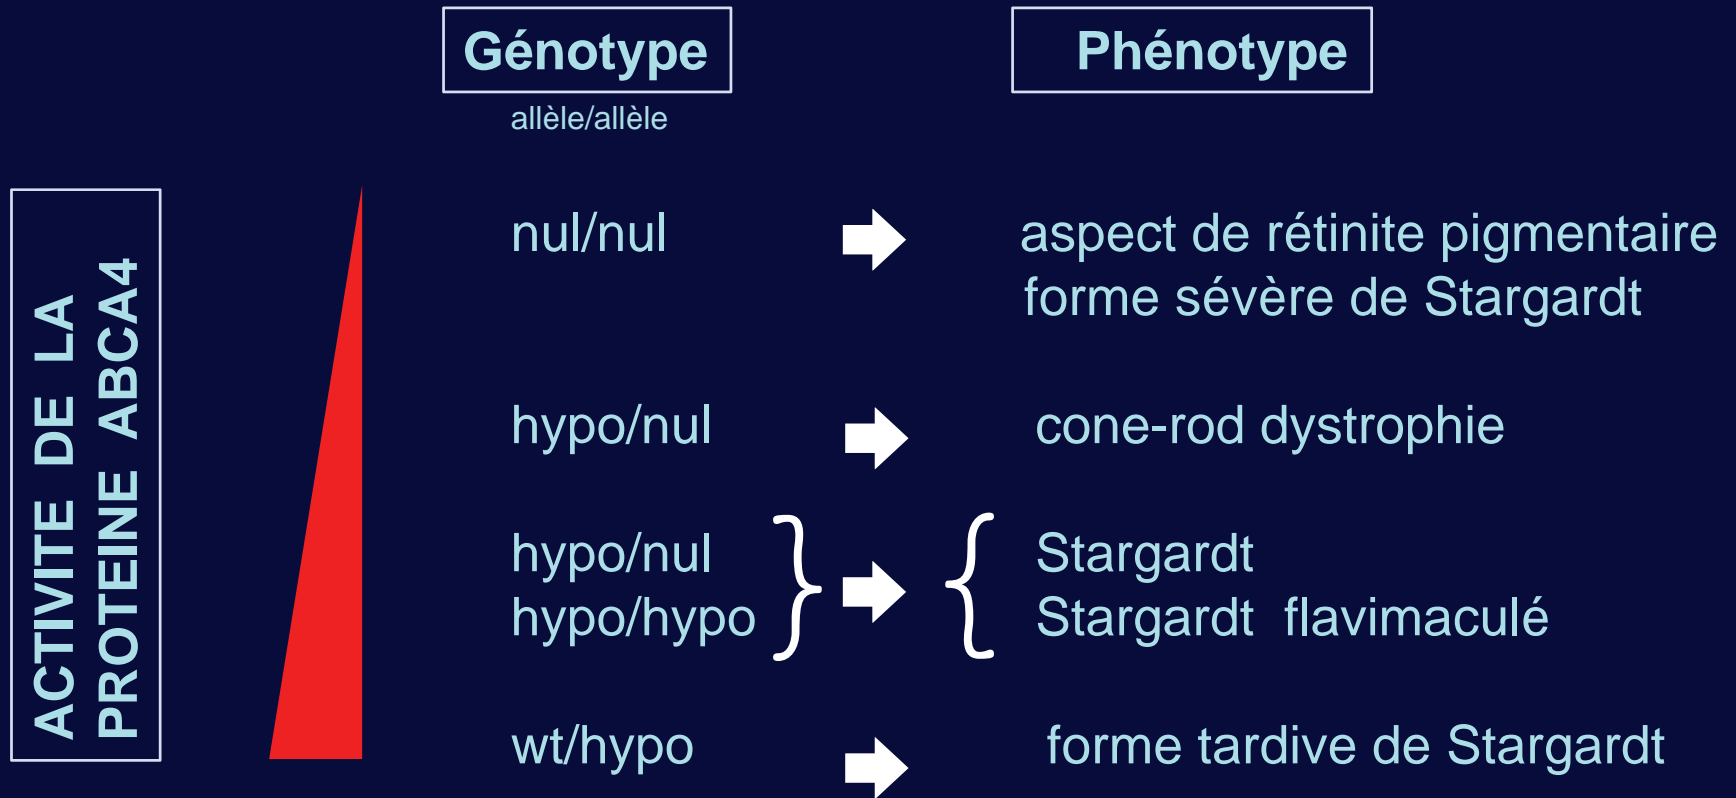 Génotype
Phénotype
allèle/allèle
ACTIVITE DE LA
PROTEINE ABCA4
nul/nul
aspect de rétinite pigmentaire
forme sévère de Stargardt
hypo/nul
cone-rod dystrophie
hypo/nul
Stargardt
hypo/hypo
Stargardt flavimaculé
wt/hypo
forme tardive de Stargardt